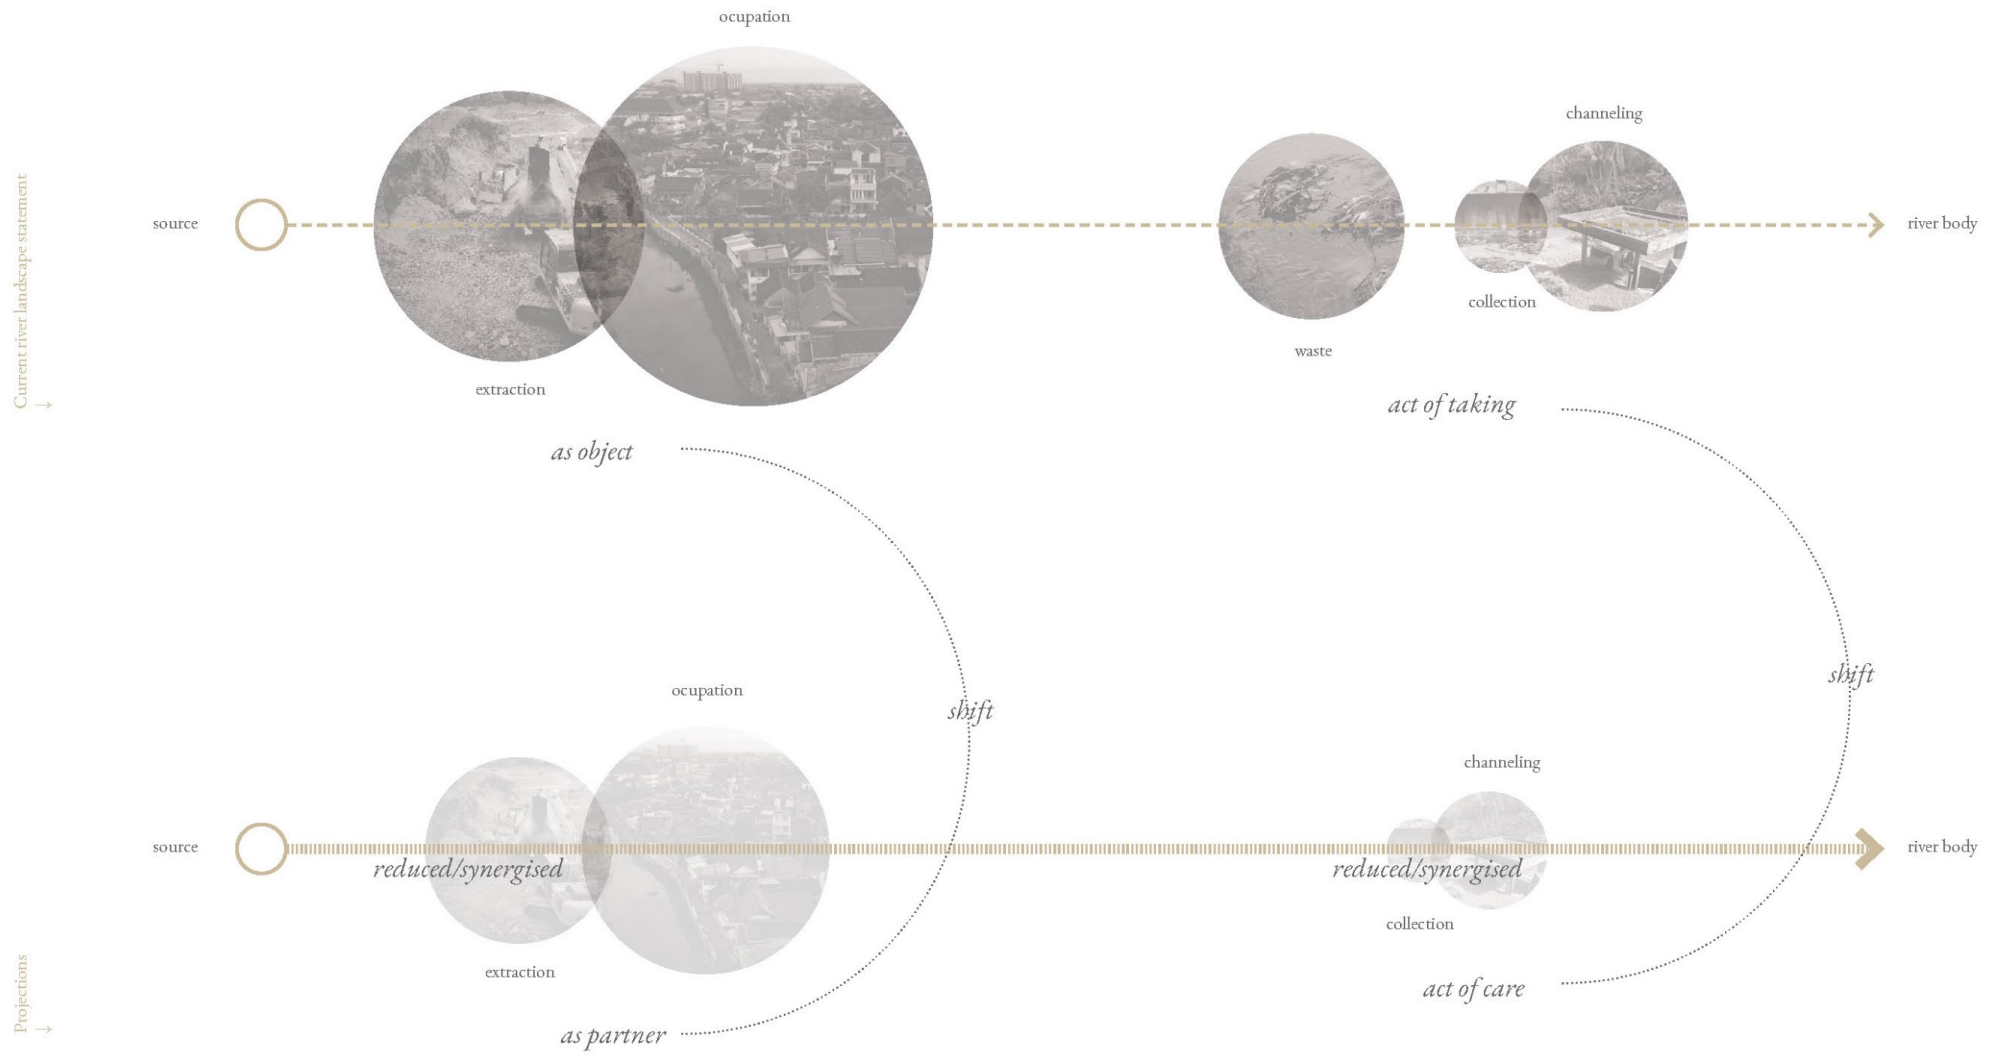 Current river landscape statement
→
ocupation
channeling
source
river body
collection
waste
extraction
act of taking
as object
shift
shift
ocupation
channeling
source
river body
reduced/synergised
reduced/synergised
collection
extraction
act of care
as partner
Projections
→